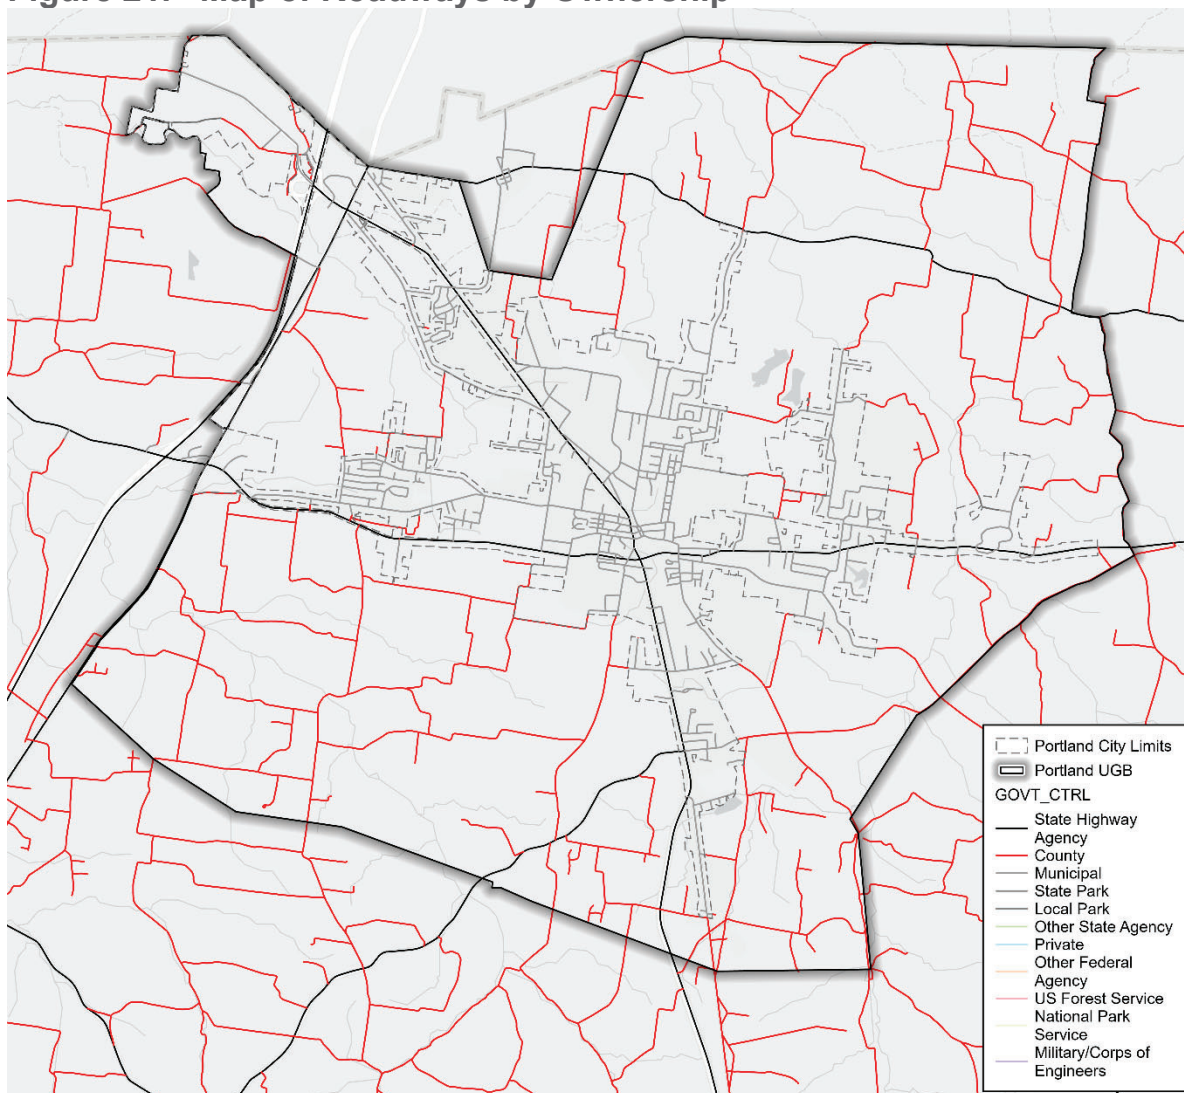 Portland City Limits
Portland UGB
GOVT_CTRL
State Highway
Agency
County
Municipal
State Park
Local Park
Other State Agency
Private
Other Federal
Agency
US Forest Service
National Park
Service
Military/Corps of
Engineers